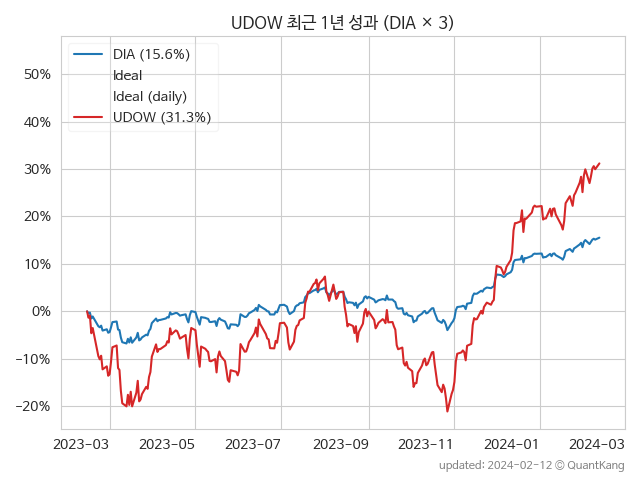 UDOW 최근 1년 성과 (DIA × 3)
DIA (15.6%)
Ideal
Ideal (daily)
UDOW (31.3%)
50%
40%
30%
20%
10%
0%
−10%
−20%
2023-03 2023-05 2023-07 2023-09 2023-11 2024-01 2024-03
updated: 2024-02-12 © QuantKang